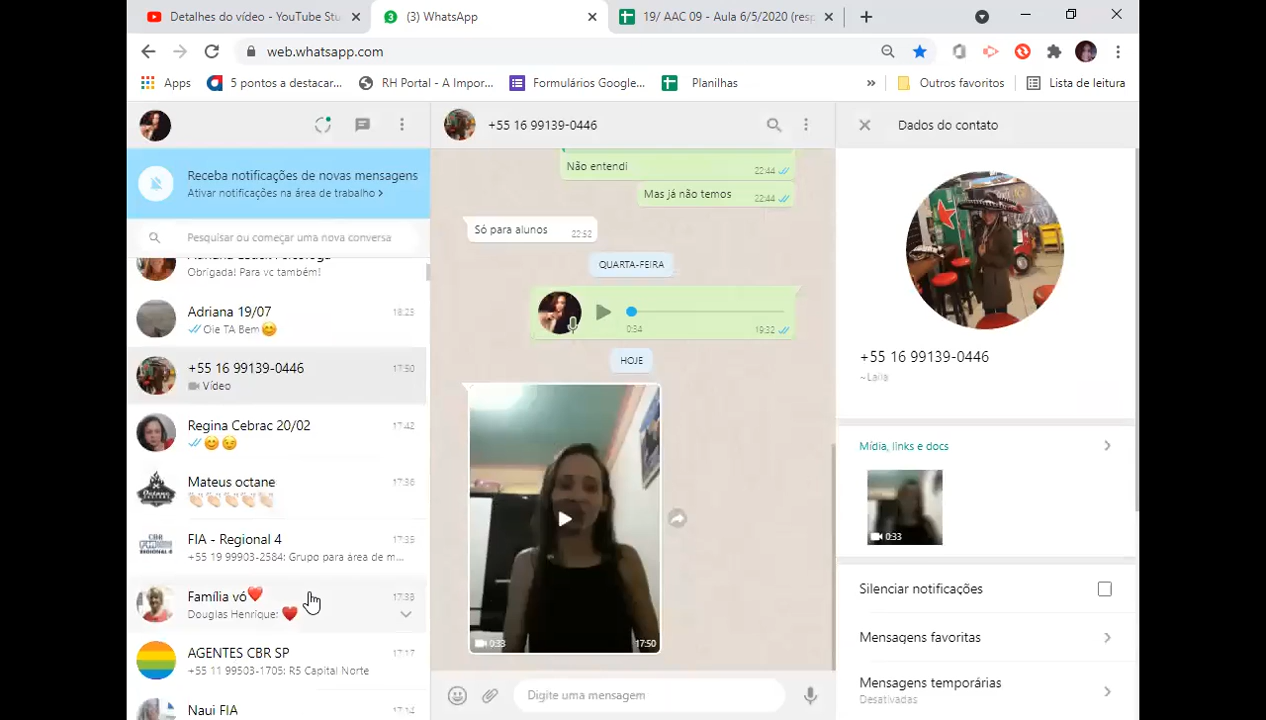 Detalhes do vídeo - YouTube Stu
(3) WhatsApp
19/ AAC 09 - Aula 6/5/2020 (resp
web.whatsapp.com
Apps
5 pontos a destacar...
RH Portal - A Impor...
Formulários Google...
Planilhas
»
Outros favoritos
Lista de leitura
+55 16 99139-0446
Dados do contato
Receba notificações de novas mensagens
Ativar notificações na área de trabalho >
Pesquisar ou começar uma nova conversa
Obrigada! Para vc também!
Adriana 19/07
18:23
Oie TA Bem
+55 16 99139-0446
17:50
Vídeo
Regina Cebrac 20/02
17:42
Mateus octane
17:36
FIA - Regional 4
17:35
+55 19 99903-2584: Grupo para área de m...
Família vó
17:33
Douglas Henrique:
AGENTES CBR SP
17:17
+55 11 99503-1705: R5 Capital Norte
Naui FIA
17:14
Não entendi
22:44
Mas já não temos
22:44
Só para alunos
22:52
QUARTA-FEIRA
0:34
19:32
HOJE
0:33
17:50
Digite uma mensagem
+55 16 99139-0446
~Laila
Mídia, links e docs
0:33
Silenciar notificações
Mensagens favoritas
Mensagens temporárias
Desativadas